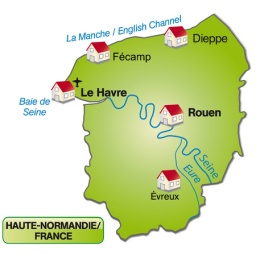 La Manche / English Channel
Dieppe
Fécamp
Le Havre
Baie de
Seine
Rouen
Seine
Eure
Évreux
HAUTE-NORMANDIE/
FRANCE